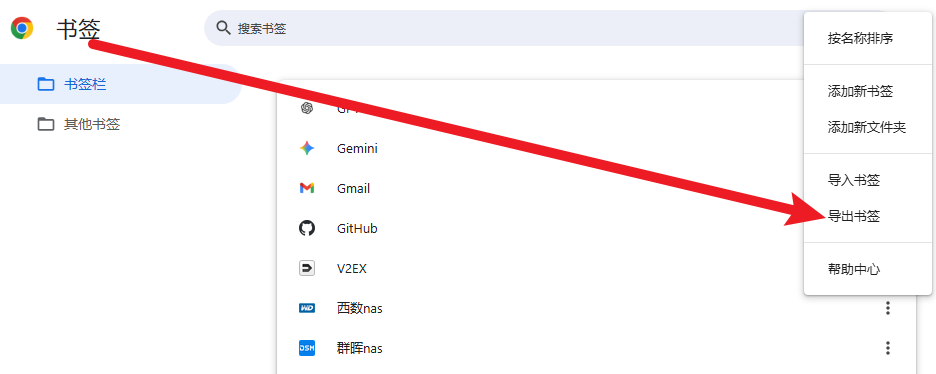 书签
搜索书签
书签栏
其他书签
Gemini
Gmail
GitHub
V2EX
西数nas
群晖nas
按名称排序
添加新书签
添加新文件夹
导入书签
导出书签
帮助中心
WD
DSM